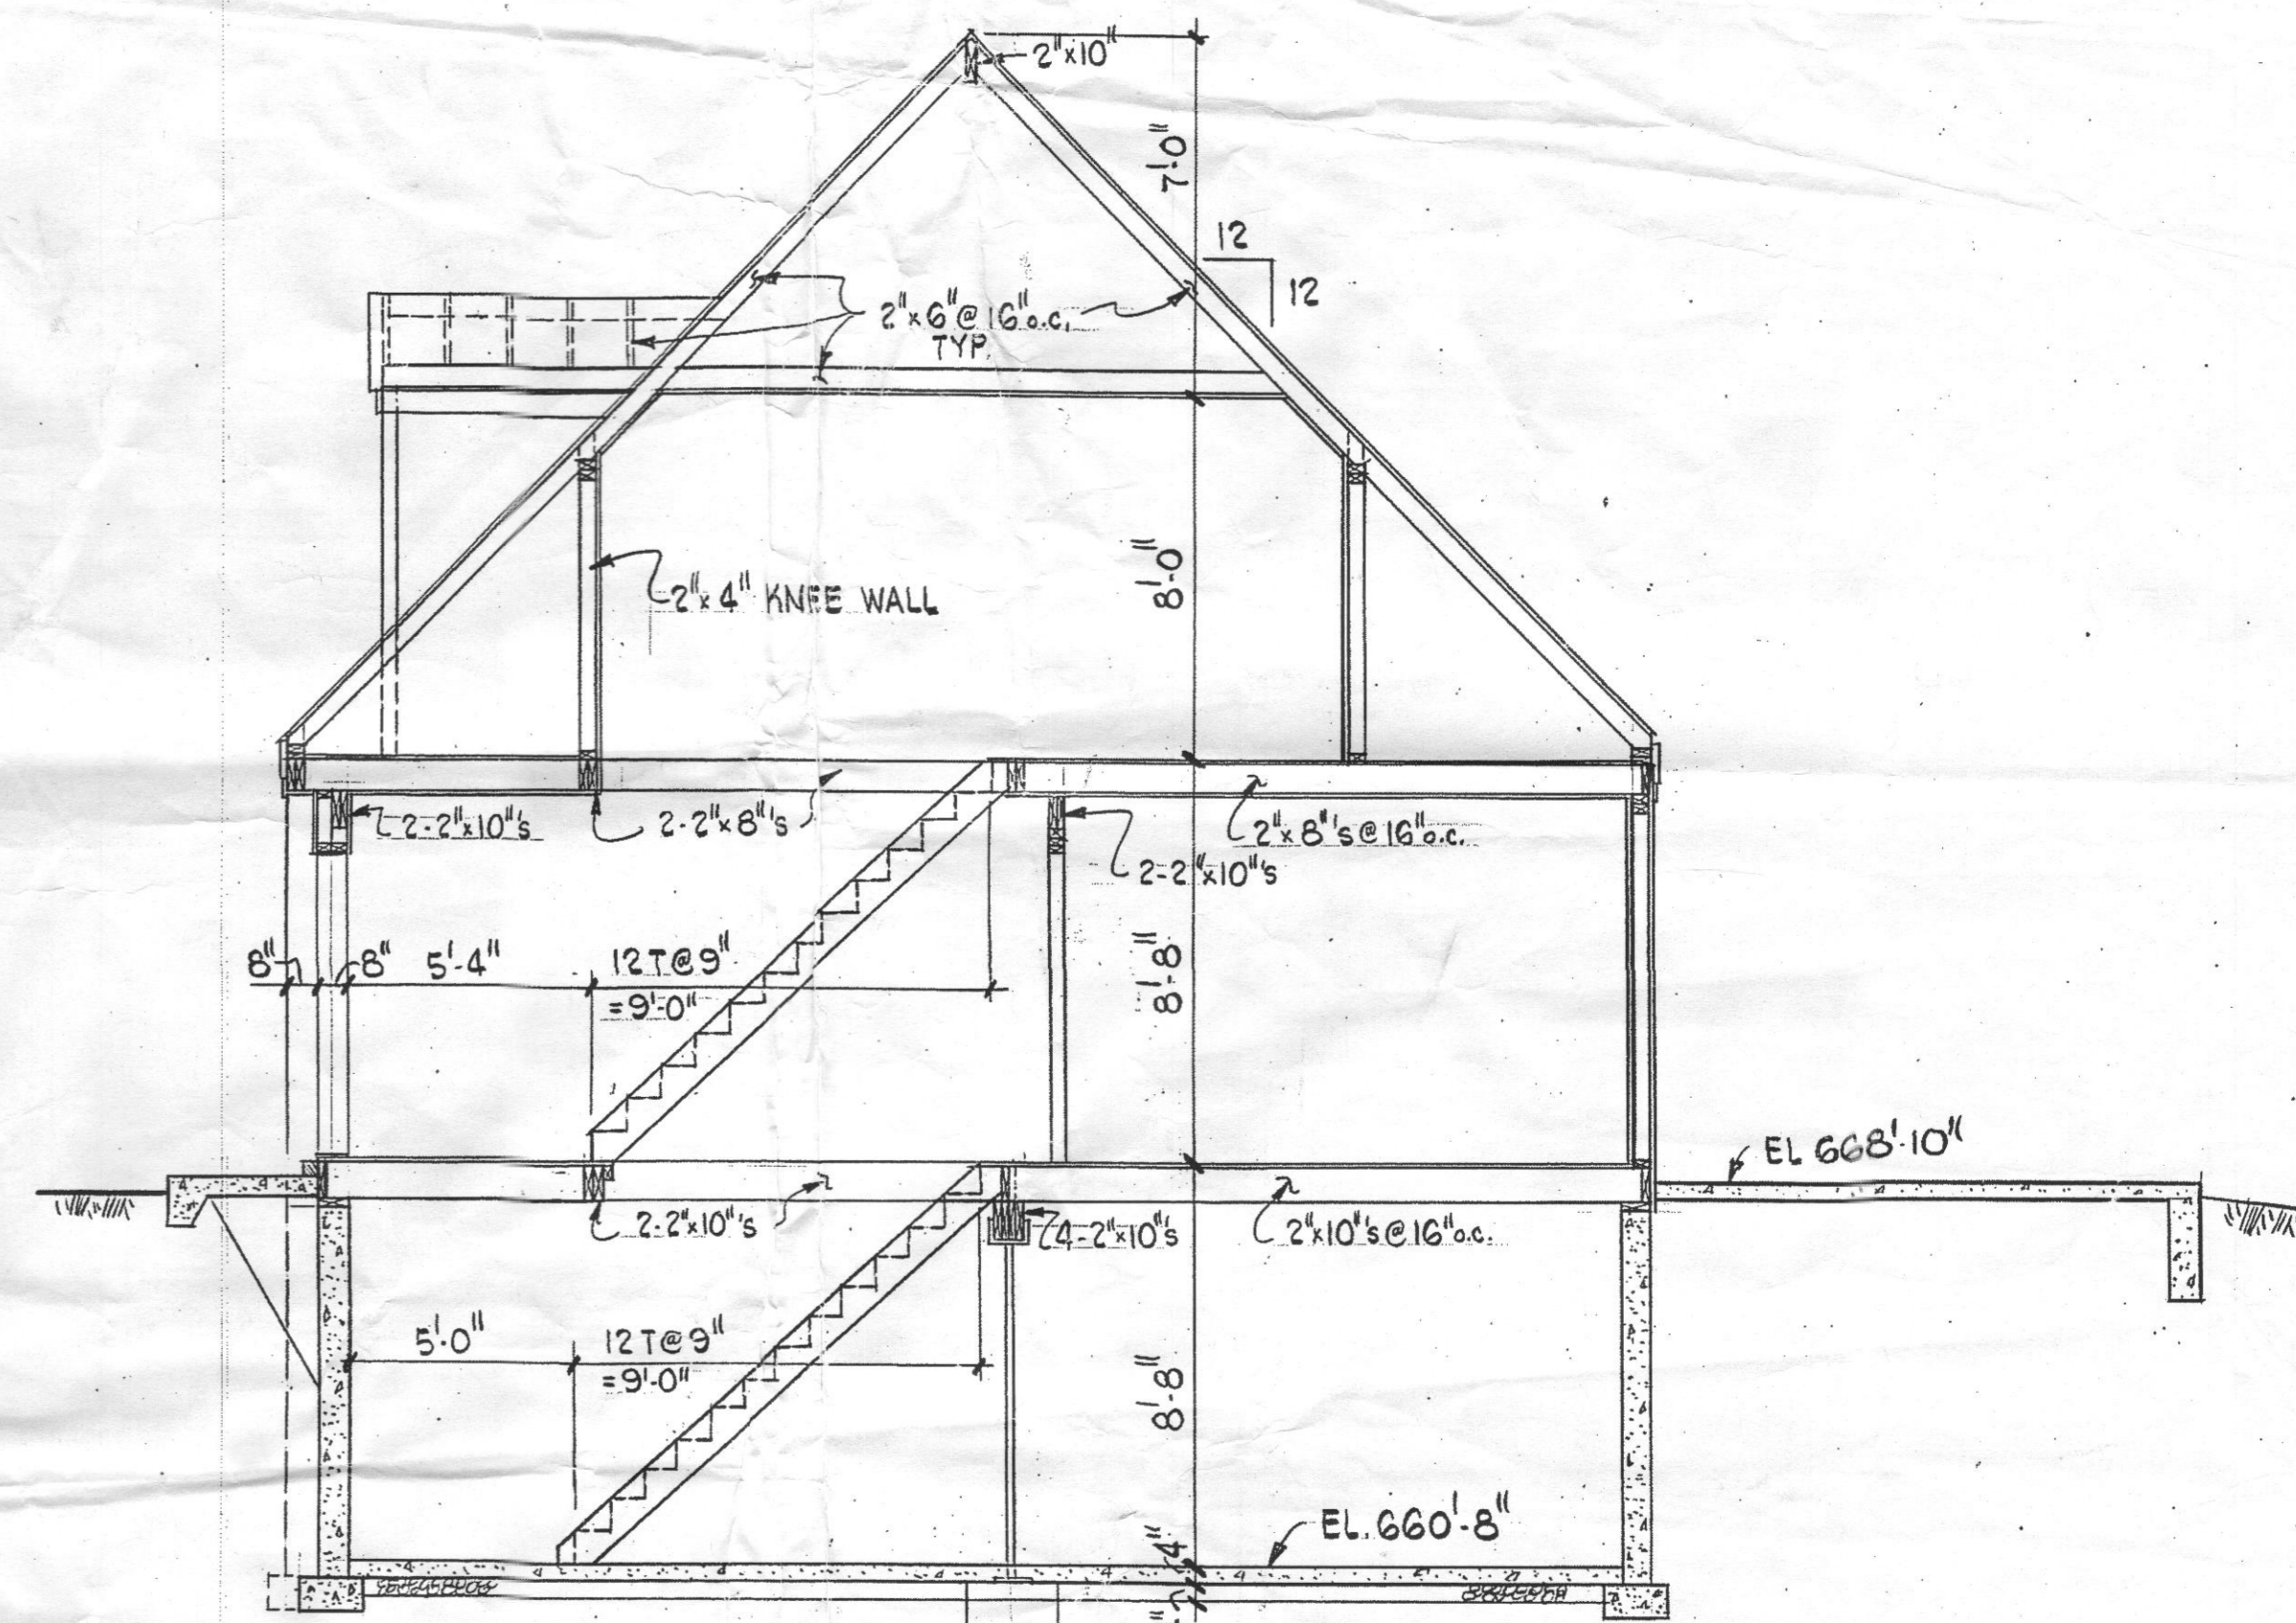 2"x10"
7'-0"
12
12
2"x6"@16"o.c.
TYP.
8'-0"
2"x4" KNEE WALL
2-2"x10"'s
2-2"x8"'s
2"x8"'s@16"o.c.
2-2"x10"'s
8"
8"
5'-4"
12T@9"
=9'-0"
8'-8"
EL 668'-10"
2-2"x10"'s
4-2"x10"s
2"x10"'s@16"o.c.
5'-0"
12T@9"
=9'-0"
8'-8"
EL. 660'-8"
4"